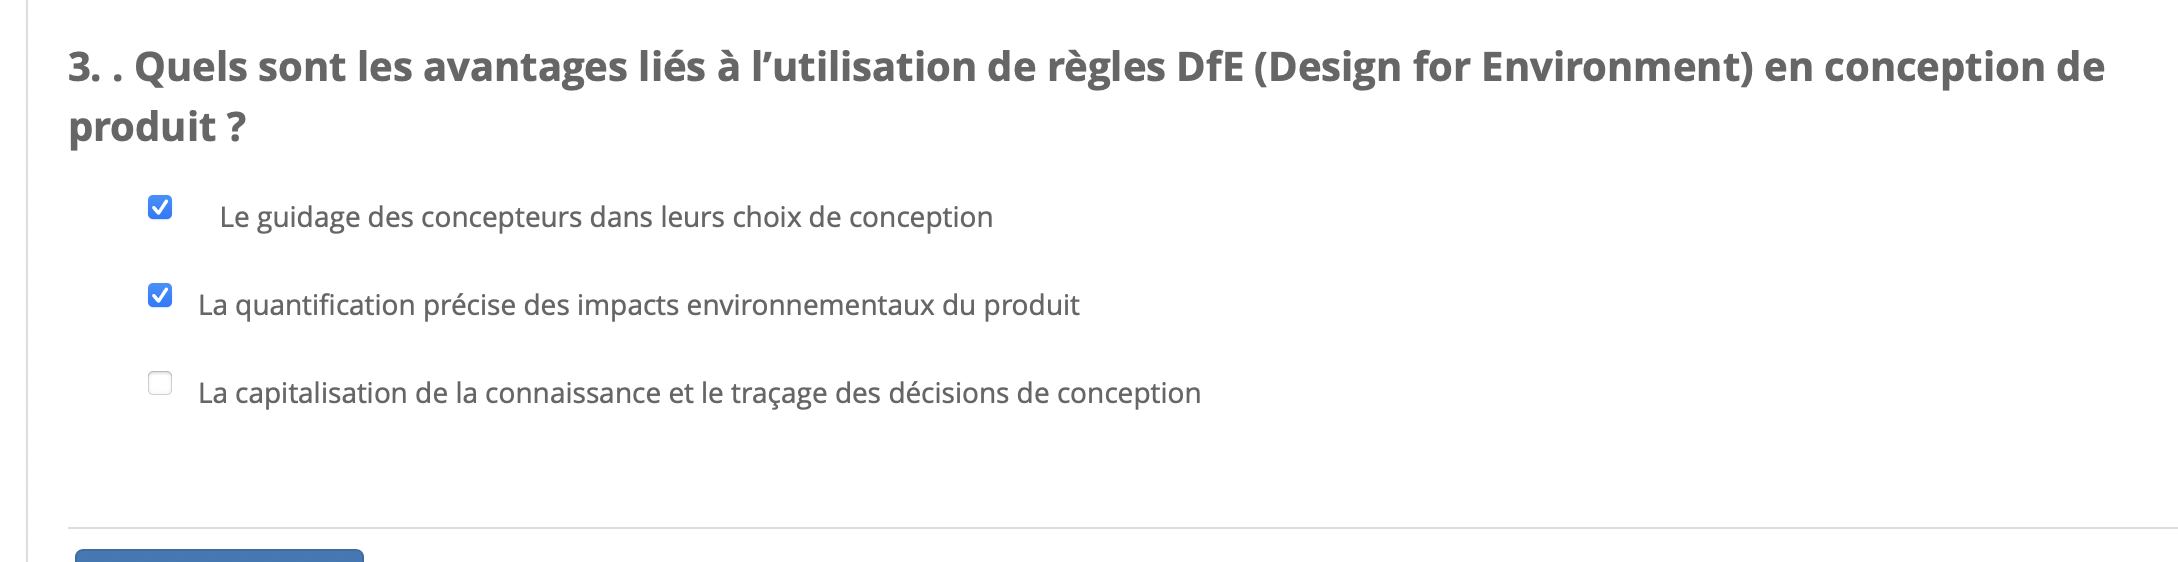 3. . Quels sont les avantages liés à l’utilisation de règles DfE (Design for Environment) en conception de
produit ?
Le guidage des concepteurs dans leurs choix de conception
La quantification précise des impacts environnementaux du produit
La capitalisation de la connaissance et le traçage des décisions de conception